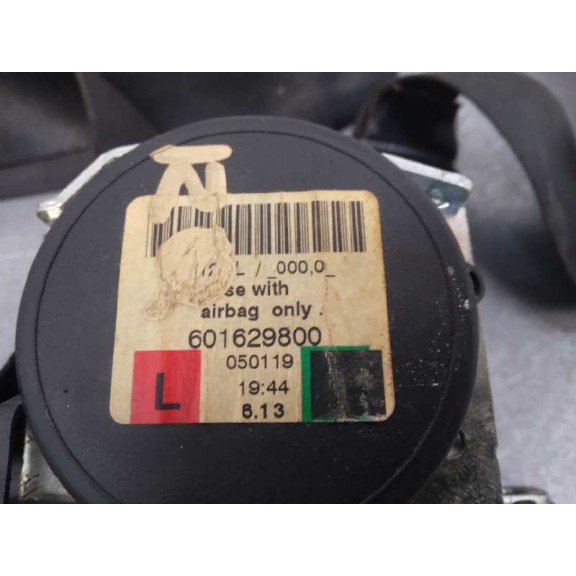 L / _000,0_
se with
airbag only .
601629800
050119
L
19:44
6.13